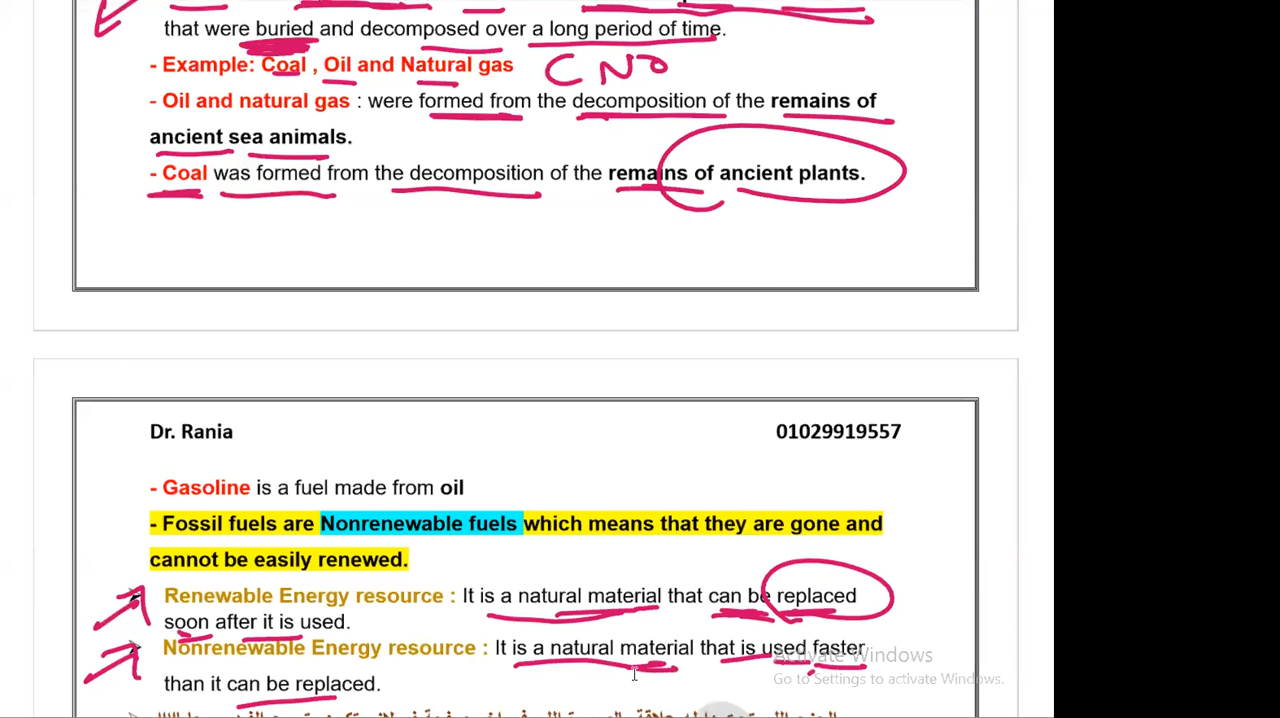 that were buried and decomposed over a long period of time.
- Example: Coal , Oil and Natural gas CNO
- Oil and natural gas : were formed from the decomposition of the remains of
ancient sea animals.
- Coal was formed from the decomposition of the remains of ancient plants.
Dr. Rania 01029919557
- Gasoline is a fuel made from oil
- Fossil fuels are Nonrenewable fuels which means that they are gone and
cannot be easily renewed.
Renewable Energy resource : It is a natural material that can be replaced
soon after it is used.
Nonrenewable Energy resource : It is a natural material that is used faster
than it can be replaced.
Activate Windows
Go to Settings to activate Windows.